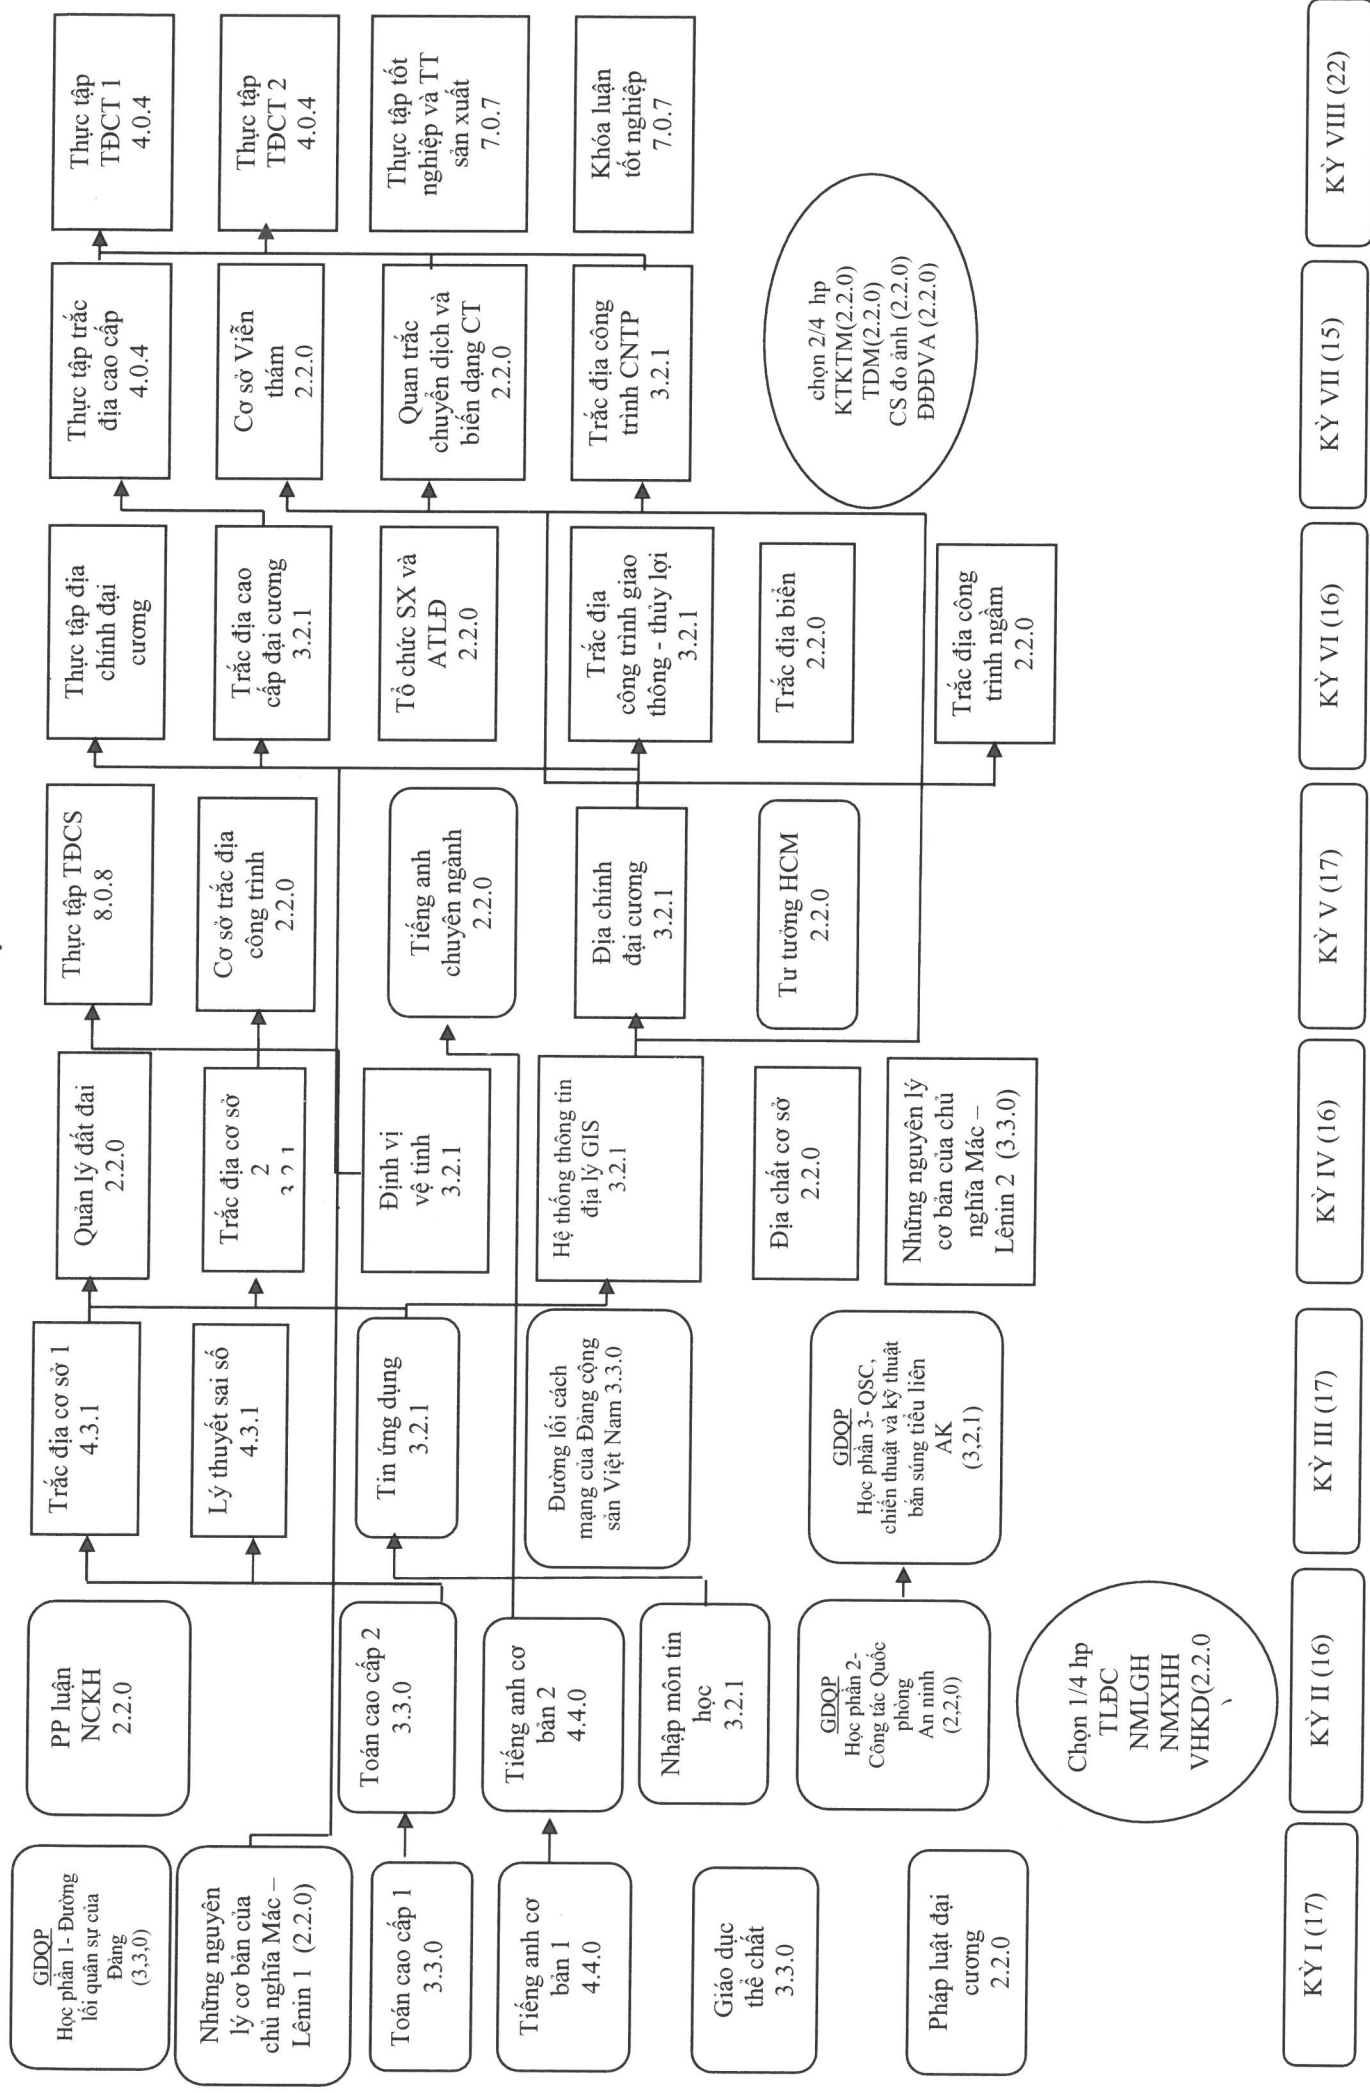 GDQP
Học phần 1- Đường
lối quân sự của
Đảng
(3,3,0)
Những nguyên
lý cơ bản của
chủ nghĩa Mác –
Lênin 1 (2.2.0)
Toán cao cấp 1
3.3.0
Tiếng anh cơ
bản 1
4.4.0
Giáo dục
thể chất
3.3.0
Pháp luật đại
cương
2.2.0
KỲ I (17)
PP luận
NCKH
2.2.0
Toán cao cấp 2
3.3.0
Tiếng anh cơ
bản 2
4.4.0
Nhập môn tin
học
3.2.1
GDQP
Học phần 2-
Công tác Quốc
phòng
An ninh
(2,2,0)
Chọn 1/4 hp
TLĐC
NMLGH
NMXHH
VHKD(2.2.0
)
KỲ II (16)
Trắc địa cơ sở 1
4.3.1
Lý thuyết sai số
4.3.1
Tin ứng dụng
3.2.1
Đường lối cách
mạng của Đảng cộng
sản Việt Nam 3.3.0
GDQP
Học phần 3- QSC,
chiến thuật và kỹ thuật
bắn súng tiểu liên
AK
(3,2,1)
KỲ III (17)
Quản lý đất đai
2.2.0
Trắc địa cơ sở
2
3.2.1
Định vị
vệ tinh
3.2.1
Hệ thống thông tin
địa lý GIS
3.2.1
Địa chất cơ sở
2.2.0
Những nguyên lý
cơ bản của chủ
nghĩa Mác –
Lênin 2 (3.3.0)
KỲ IV (16)
Thực tập TĐCS
8.0.8
Cơ sở trắc địa
công trình
2.2.0
Tiếng anh
chuyên ngành
2.2.0
Địa chính
đại cương
3.2.1
Tư tưởng HCM
2.2.0
KỲ V (17)
Thực tập địa
chính đại
cương
Trắc địa cao
cấp đại cương
3.2.1
Tổ chức SX và
ATLĐ
2.2.0
Trắc địa
công trình giao
thông - thủy lợi
3.2.1
Trắc địa biển
2.2.0
Trắc địa công
trình ngầm
2.2.0
KỲ VI (16)
Thực tập trắc
địa cao cấp
4.0.4
Cơ sở Viễn
thám
2.2.0
Quan trắc
chuyển dịch và
biến dạng CT
2.2.0
Trắc địa công
trình CNTP
3.2.1
chọn 2/4 hp
KTKTM(2.2.0)
TDM(2.2.0)
CS đo ảnh (2.2.0)
ĐĐĐVA (2.2.0)
KỲ VII (15)
Thực tập
TĐCT 1
4.0.4
Thực tập
TĐCT 2
4.0.4
Thực tập tốt
nghiệp và TT
sản xuất
7.0.7
Khóa luận
tốt nghiệp
7.0.7
KỲ VIII (22)